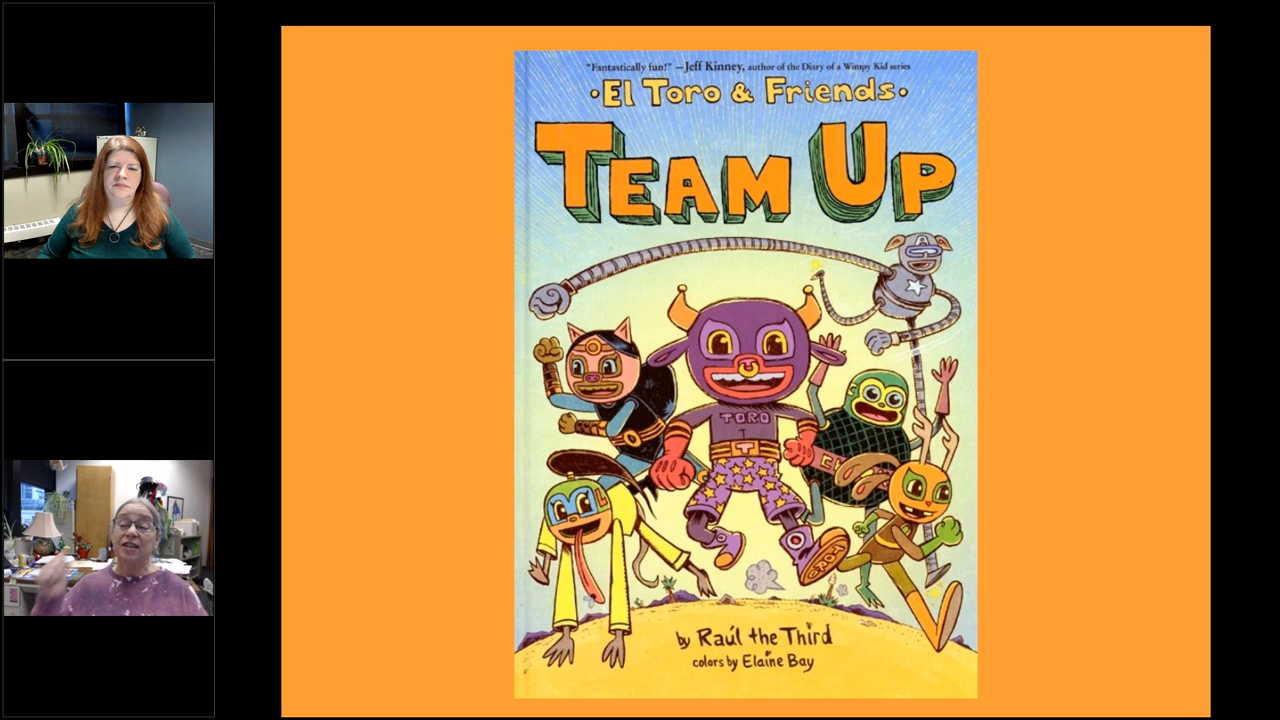 "Fantastically fun!" —Jeff Kinney, author of the Diary of a Wimpy Kid series
•El Toro & Friends•
TEAM UP
A
TORO
T
TORO
by Raúl the Third
colors by Elaine Bay